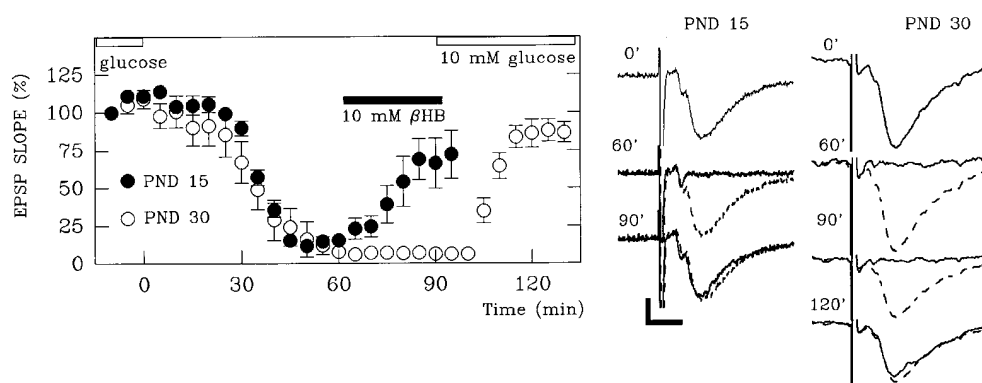 glucose
10 mM glucose
10 mM βHB
EPSP SLOPE (%)
125
100
75
50
25
0
PND 15
PND 30
0
30
60
90
120
Time (min)
PND 15
0'
60'
90'
PND 30
0'
60'
90'
120'